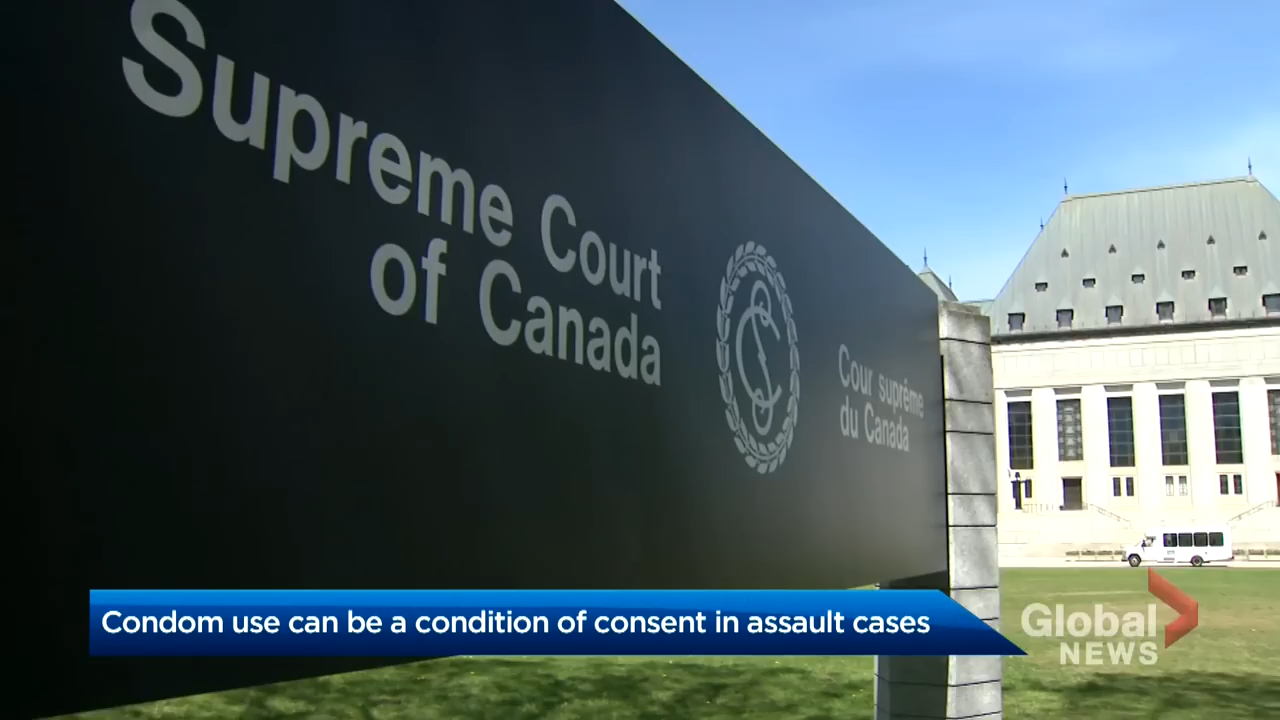 Supreme Court
of Canada
Cour suprême
du Canada
Condom use can be a condition of consent in assault cases
Global
NEWS